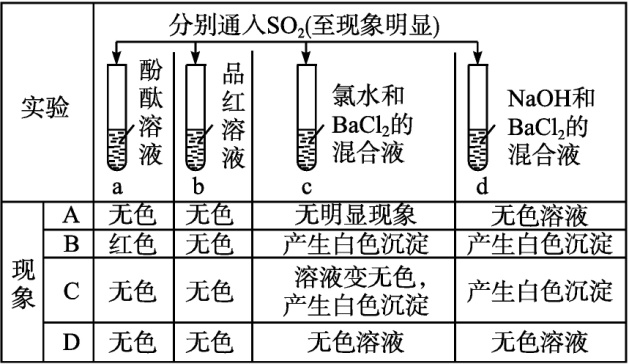 分别通入SO₂(至现象明显)
实验
酚酞溶液
a
品红溶液
b
氯水和
BaCl₂的
混合液
c
NaOH和
BaCl₂的
混合液
d
现象
A 无色 无色 无明显现象 无色溶液
B 红色 无色 产生白色沉淀 产生白色沉淀
C 无色 无色 溶液变无色,
产生白色沉淀 产生白色沉淀
D 无色 无色 无色溶液 无色溶液